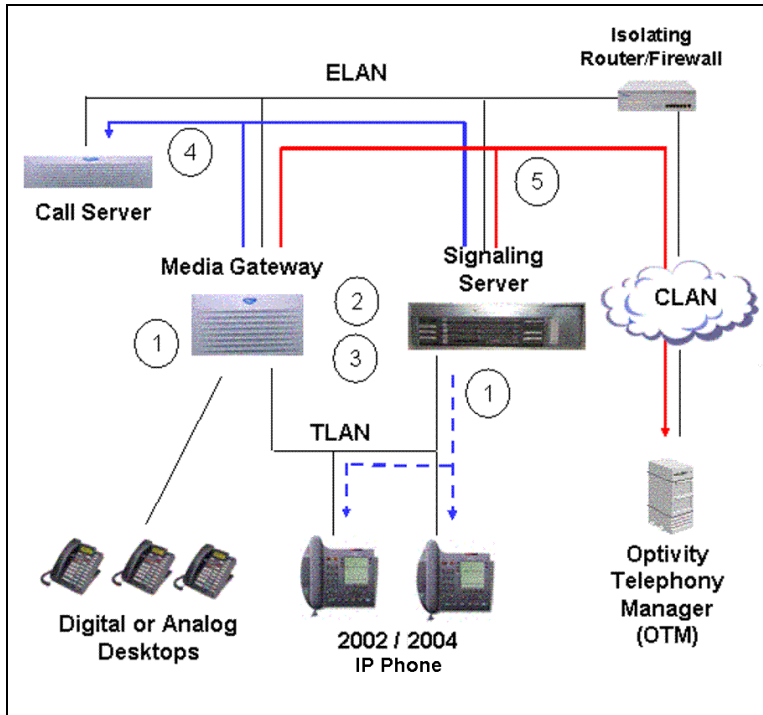 Isolating
Router/Firewall
ELAN
4
5
Call Server
Media Gateway
Signaling
Server
CLAN
1
2
3
1
TLAN
Digital or Analog
Desktops
2002 / 2004
IP Phone
Optivity
Telephony
Manager
(OTM)